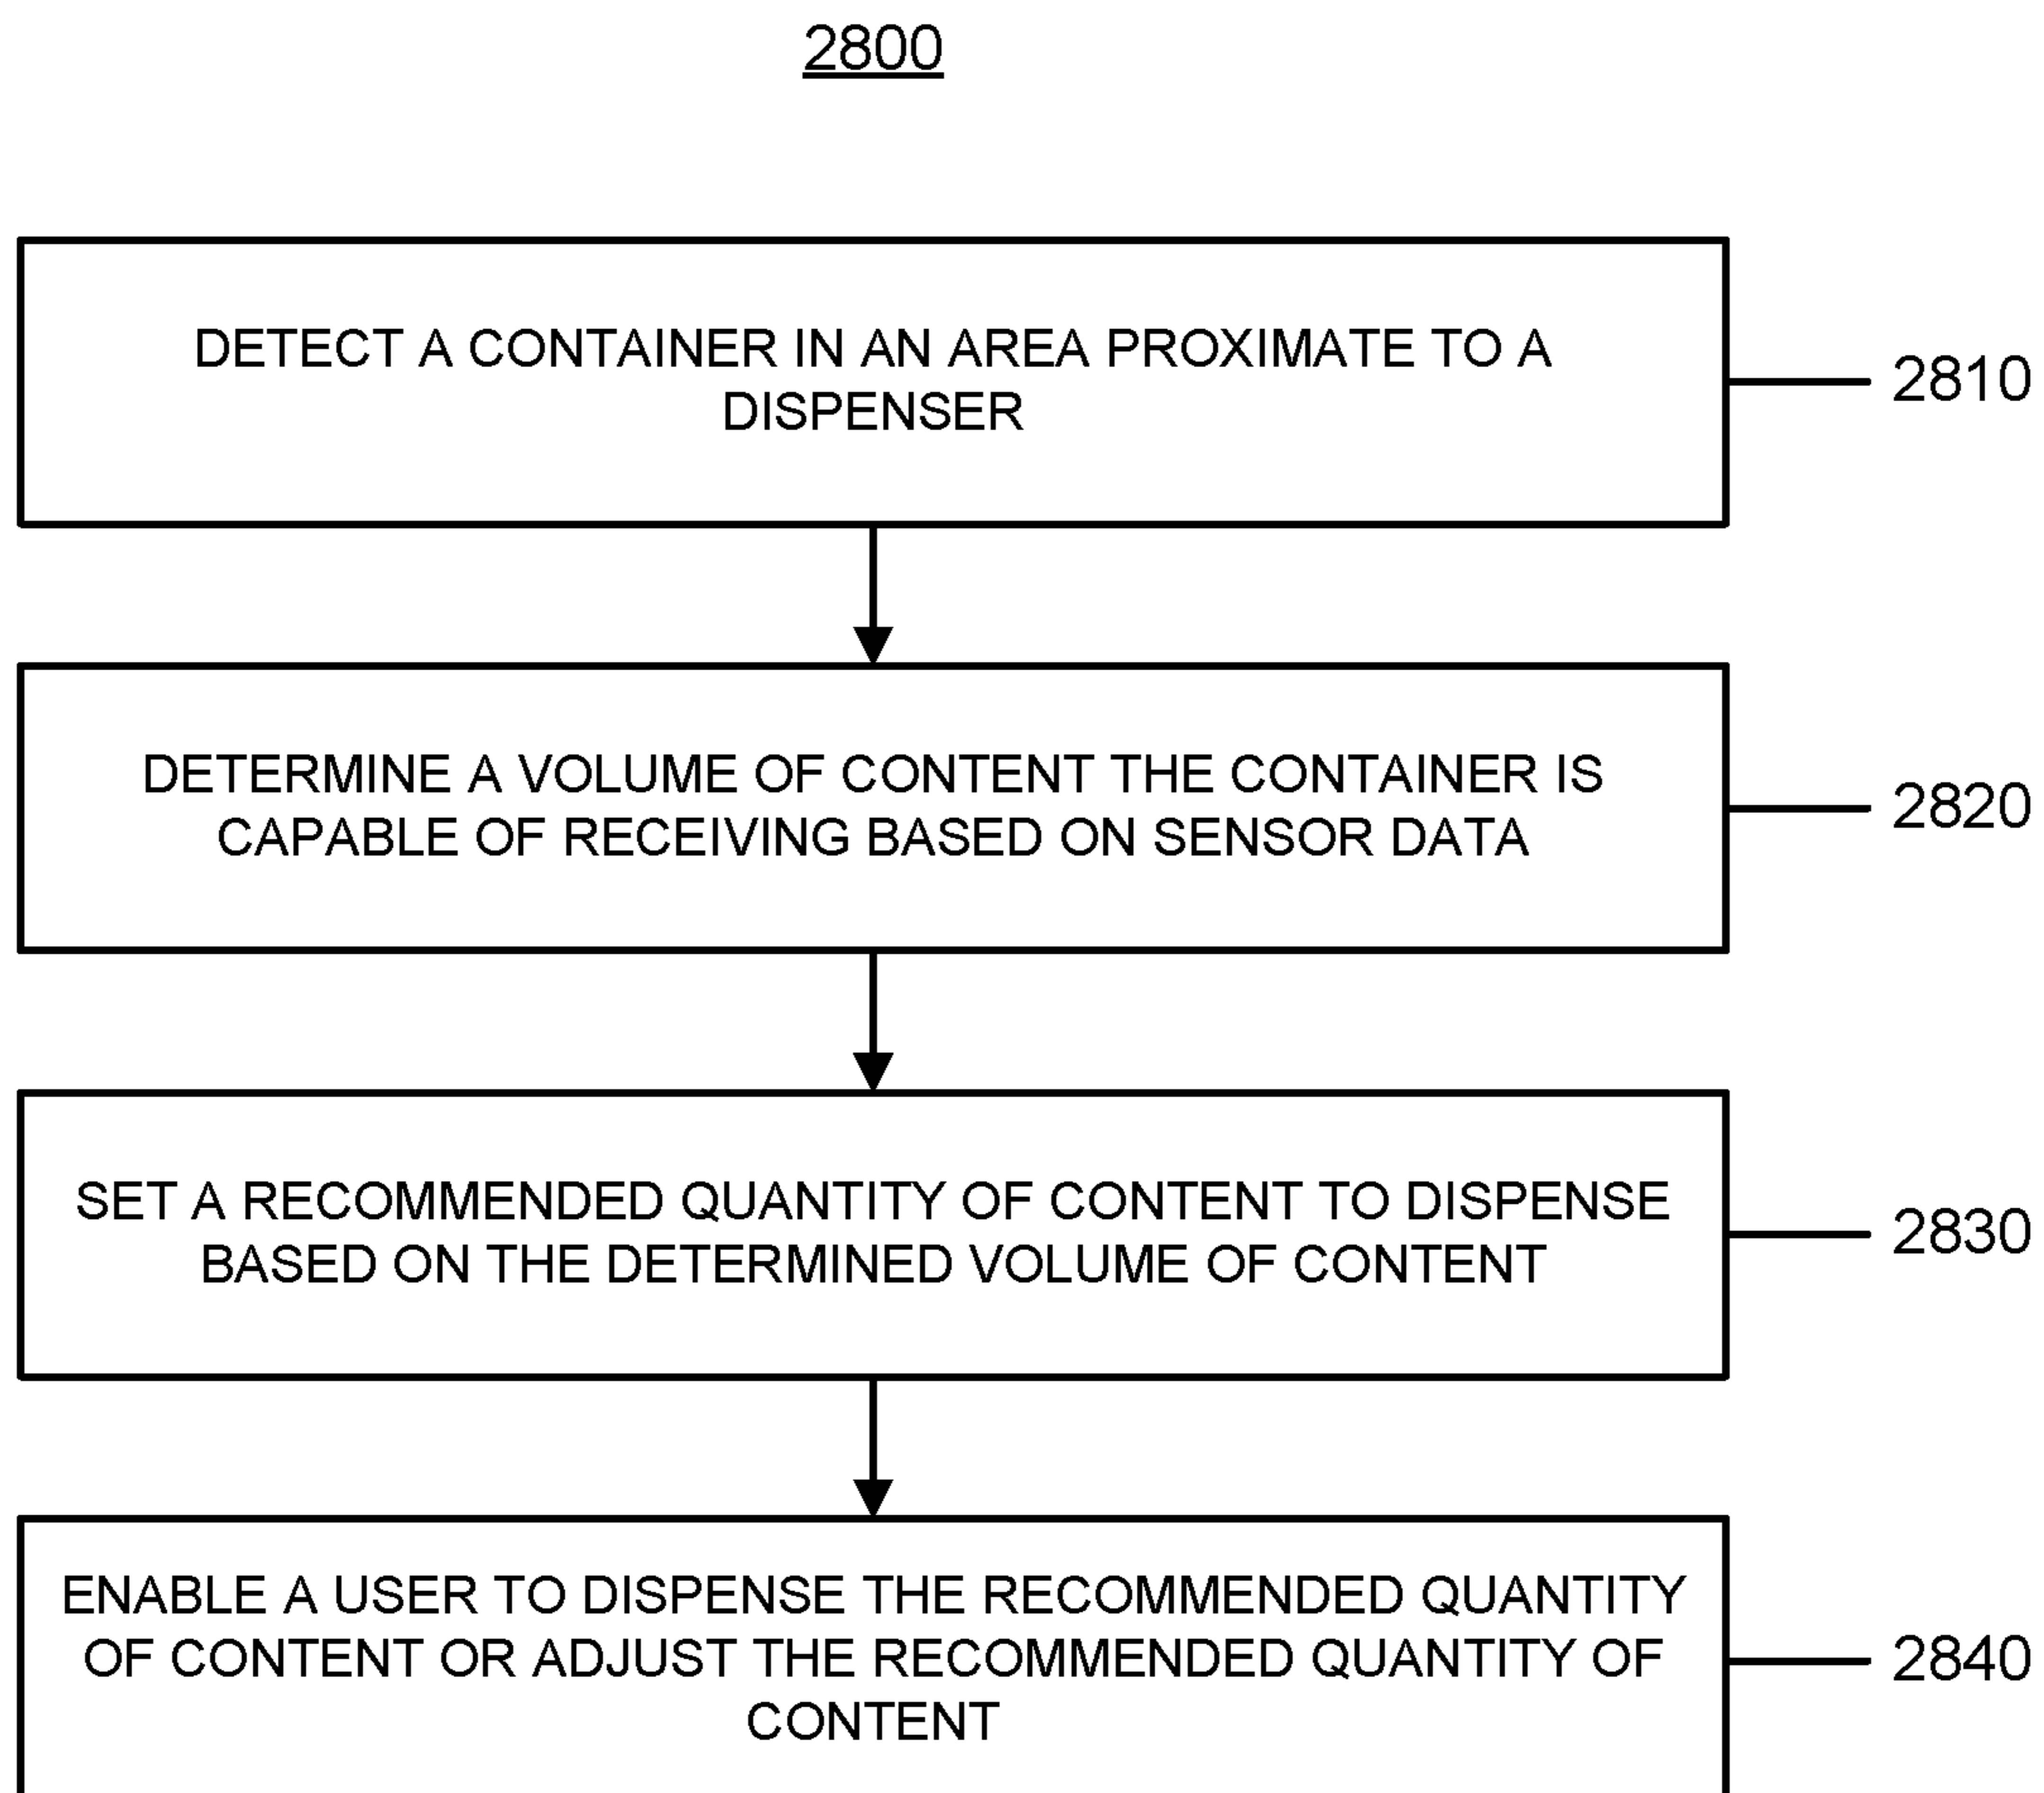 2800
DETECT A CONTAINER IN AN AREA PROXIMATE TO A
DISPENSER
2810
DETERMINE A VOLUME OF CONTENT THE CONTAINER IS
CAPABLE OF RECEIVING BASED ON SENSOR DATA
2820
SET A RECOMMENDED QUANTITY OF CONTENT TO DISPENSE
BASED ON THE DETERMINED VOLUME OF CONTENT
2830
ENABLE A USER TO DISPENSE THE RECOMMENDED QUANTITY
OF CONTENT OR ADJUST THE RECOMMENDED QUANTITY OF
CONTENT
2840